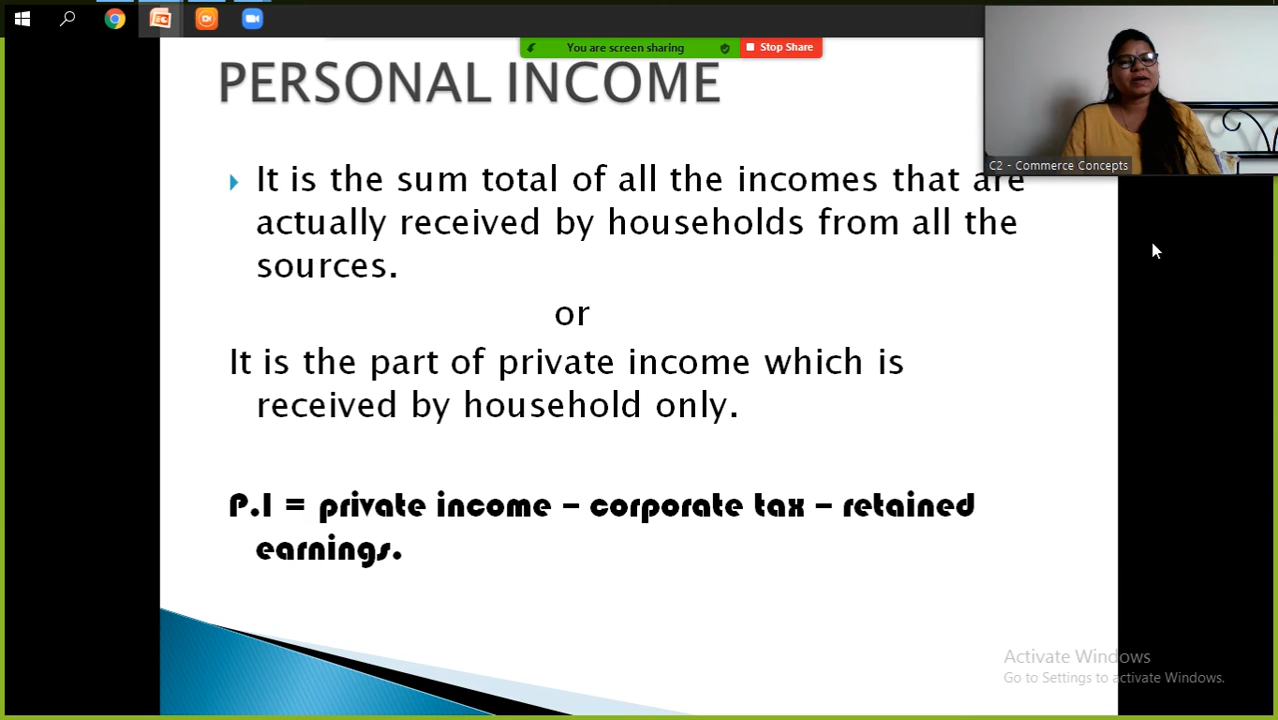 You are screen sharing
Stop Share
PERSONAL INCOME
C2 - Commerce Concepts
It is the sum total of all the incomes that are
actually received by households from all the
sources.
or
It is the part of private income which is
received by household only.
P.I = private income – corporate tax – retained
earnings.
Activate Windows
Go to Settings to activate Windows.